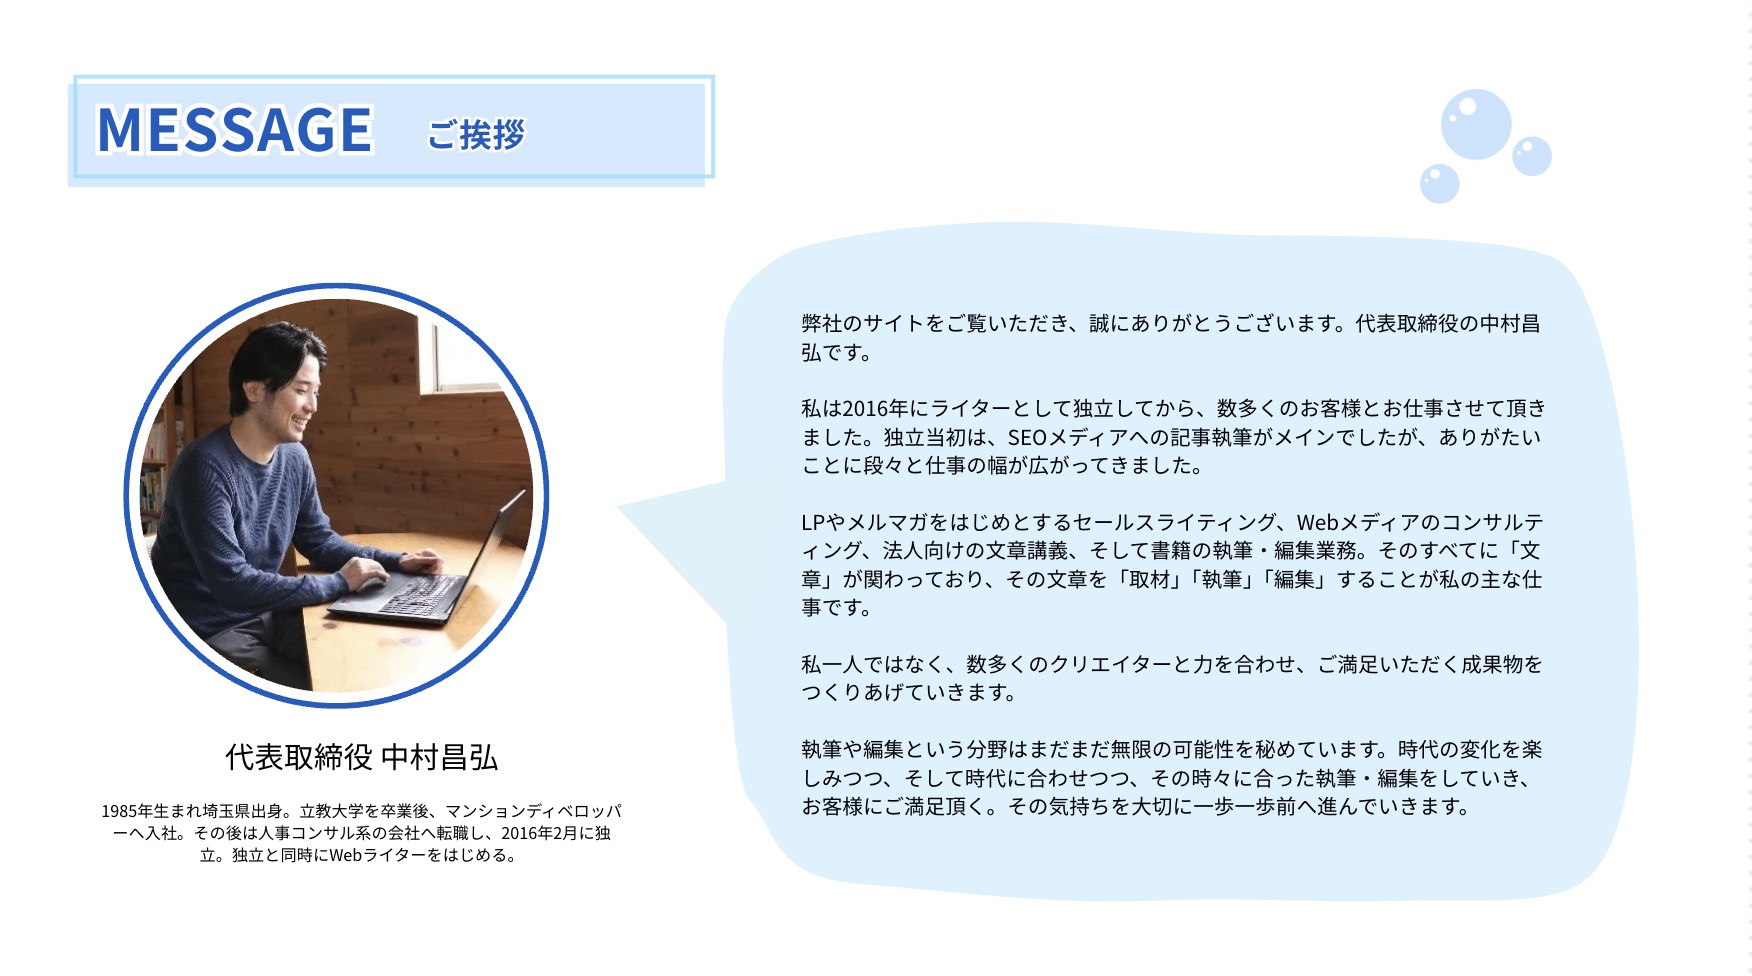 MESSAGE ご挨拶
代表取締役 中村昌弘
1985年生まれ埼玉県出身。立教大学を卒業後、マンションディベロッパ
ーへ入社。その後は人事コンサル系の会社へ転職し、2016年2月に独
立。独立と同時にWebライターをはじめる。
弊社のサイトをご覧いただき、誠にありがとうございます。代表取締役の中村昌
弘です。
私は2016年にライターとして独立してから、数多くのお客様とお仕事させて頂き
ました。独立当初は、SEOメディアへの記事執筆がメインでしたが、ありがたい
ことに段々と仕事の幅が広がってきました。
LPやメルマガをはじめとするセールスライティング、Webメディアのコンサルテ
ィング、法人向けの文章講義、そして書籍の執筆・編集業務。そのすべてに「文
章」が関わっており、その文章を「取材」「執筆」「編集」することが私の主な仕
事です。
私一人ではなく、数多くのクリエイターと力を合わせ、ご満足いただく成果物を
つくりあげていきます。
執筆や編集という分野はまだまだ無限の可能性を秘めています。時代の変化を楽
しみつつ、そして時代に合わせつつ、その時々に合った執筆・編集をしていき、
お客様にご満足頂く。その気持ちを大切に一歩一歩前へ進んでいきます。